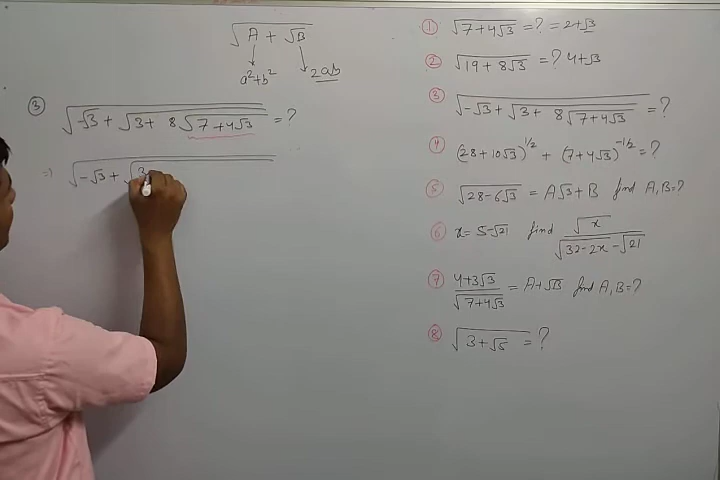 √(A + √B)
a²+b² 2ab
③ √(-√3 + √(3 + 8√(7+4√3))) = ?
⇒ √(-√3 + √(3
① √(7+4√3) = ? = 2+√3
② √(19+8√3) = ? 4+√3
③ √(-√3 + √(3 + 8√(7+4√3))) = ?
④ (28+10√3)^1/2 + (7+4√3)^-1/2 = ?
⑤ √(28-6√3) = A√3 + B find A,B=?
⑥ x = 5-√21 find √x / (√(32-2x) - √21)
⑦ (4+3√3) / √(7+4√3) = A+√B find A,B=?
⑧ √(3+√5) = ?